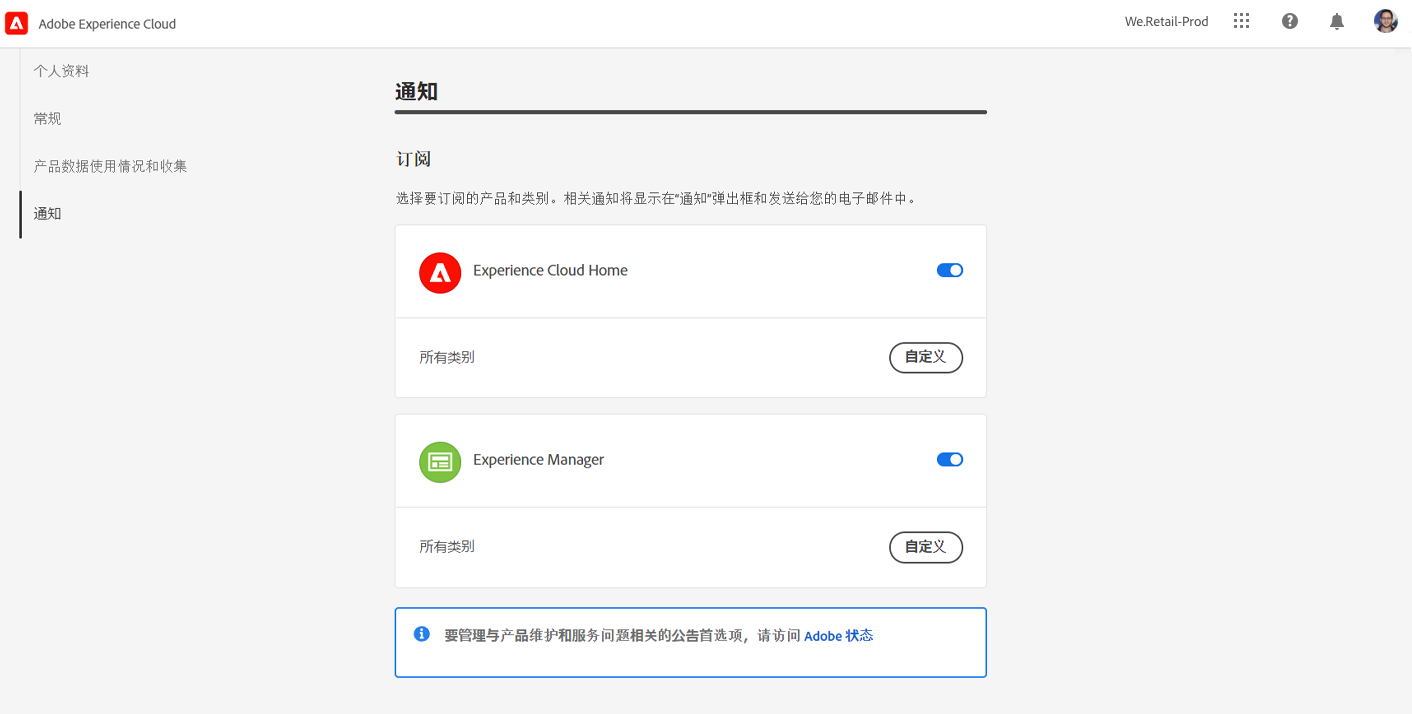 Adobe Experience Cloud
We.Retail-Prod
个人资料
常规
产品数据使用情况和收集
通知
通知
订阅
选择要订阅的产品和类别。相关通知将显示在“通知”弹出框和发送给您的电子邮件中。
Experience Cloud Home
所有类别
自定义
Experience Manager
所有类别
自定义
要管理与产品维护和服务问题相关的公告首选项，请访问 Adobe 状态